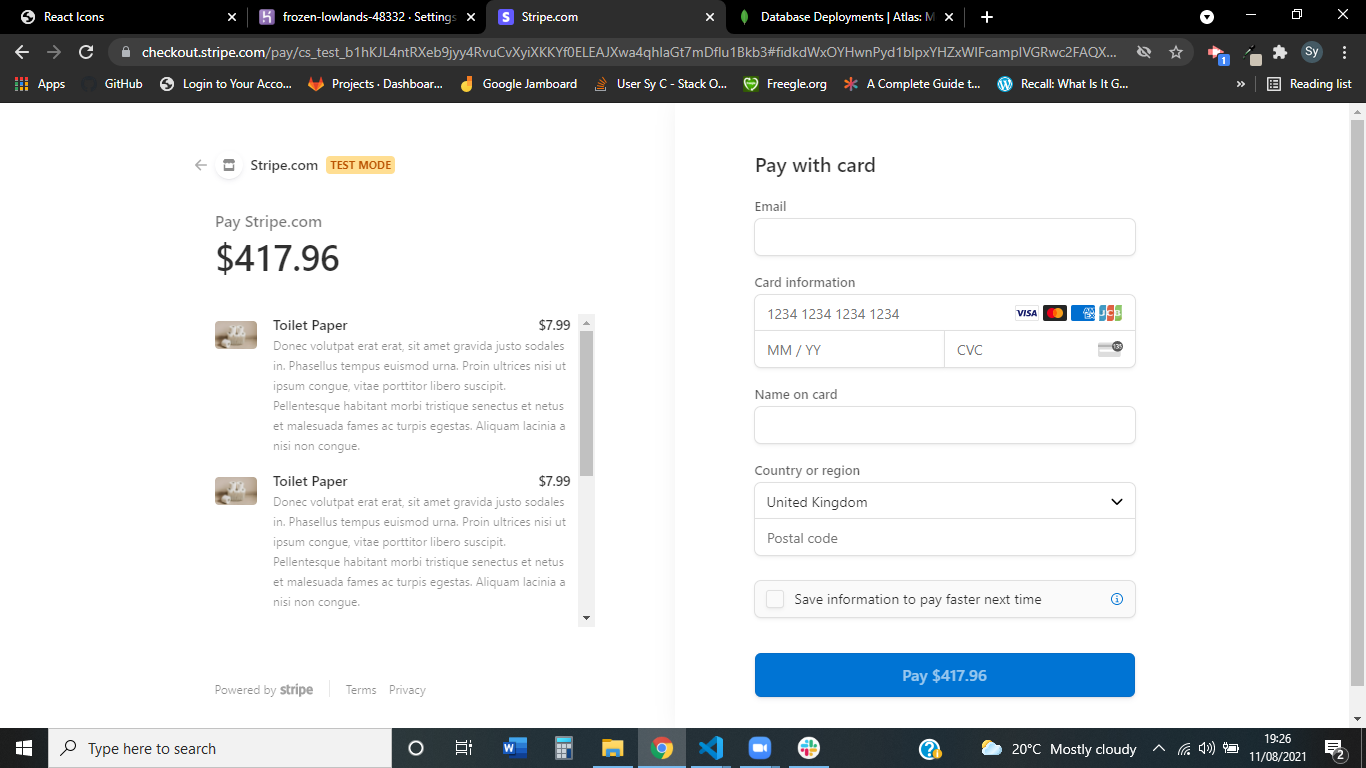 React Icons
frozen-lowlands-48332 · Settings
Stripe.com
Database Deployments | Atlas: M
checkout.stripe.com/pay/cs_test_b1hKJL4ntRXeb9jyy4RvuCvXyiXKKYf0ELEAJXwa4qhIaGt7mDflu1Bkb3#fidkdWxOYHwnPyd1blpxYHZxWlFcamplVGRwc2FAQX...
Sy
1
Apps
GitHub
Login to Your Acco...
Projects · Dashboar...
Google Jamboard
User Sy C - Stack O...
Freegle.org
A Complete Guide t...
Recall: What Is It G...
»
Reading list
Stripe.com
TEST MODE
Pay Stripe.com
$417.96
Toilet Paper
$7.99
Donec volutpat erat erat, sit amet gravida justo sodales
in. Phasellus tempus euismod urna. Proin ultrices nisi ut
ipsum congue, vitae porttitor libero suscipit.
Pellentesque habitant morbi tristique senectus et netus
et malesuada fames ac turpis egestas. Aliquam lacinia a
nisi non congue.
Toilet Paper
$7.99
Donec volutpat erat erat, sit amet gravida justo sodales
in. Phasellus tempus euismod urna. Proin ultrices nisi ut
ipsum congue, vitae porttitor libero suscipit.
Pellentesque habitant morbi tristique senectus et netus
et malesuada fames ac turpis egestas. Aliquam lacinia a
nisi non congue.
Powered by stripe
Terms
Privacy
Pay with card
Email
Card information
1234 1234 1234 1234
VISA
JCB
MM / YY
CVC
135
Name on card
Country or region
United Kingdom
Postal code
Save information to pay faster next time
Pay $417.96
Type here to search
20°C Mostly cloudy
19:26
11/08/2021
2